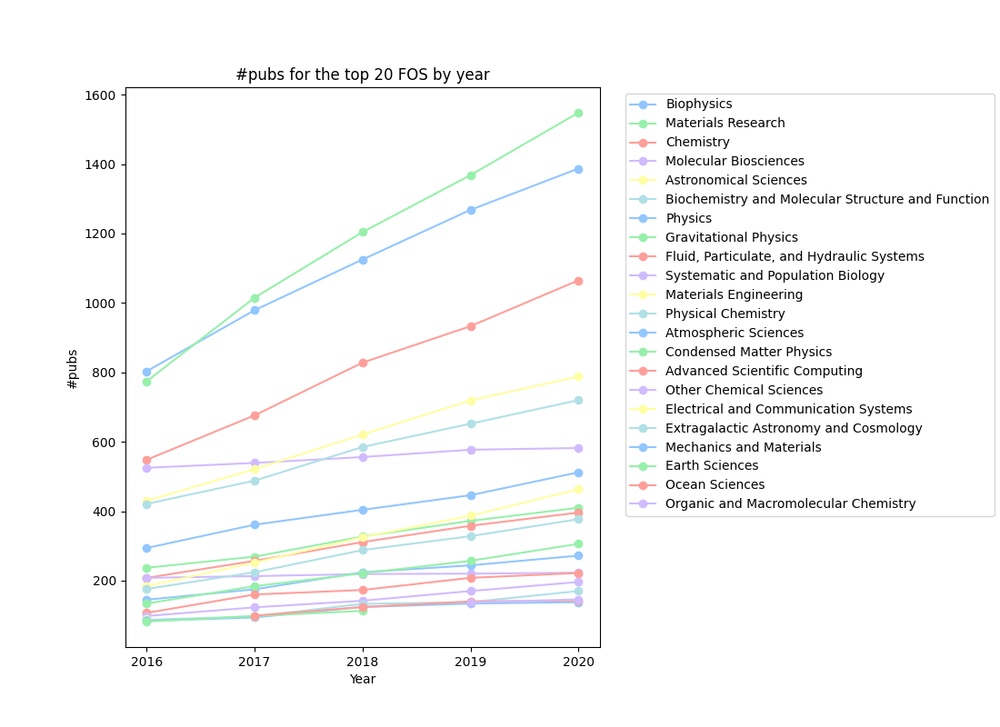 #pubs for the top 20 FOS by year
1600
1400
1200
1000
800
600
400
200
#pubs
2016 2017 2018 2019 2020
Year
Biophysics
Materials Research
Chemistry
Molecular Biosciences
Astronomical Sciences
Biochemistry and Molecular Structure and Function
Physics
Gravitational Physics
Fluid, Particulate, and Hydraulic Systems
Systematic and Population Biology
Materials Engineering
Physical Chemistry
Atmospheric Sciences
Condensed Matter Physics
Advanced Scientific Computing
Other Chemical Sciences
Electrical and Communication Systems
Extragalactic Astronomy and Cosmology
Mechanics and Materials
Earth Sciences
Ocean Sciences
Organic and Macromolecular Chemistry